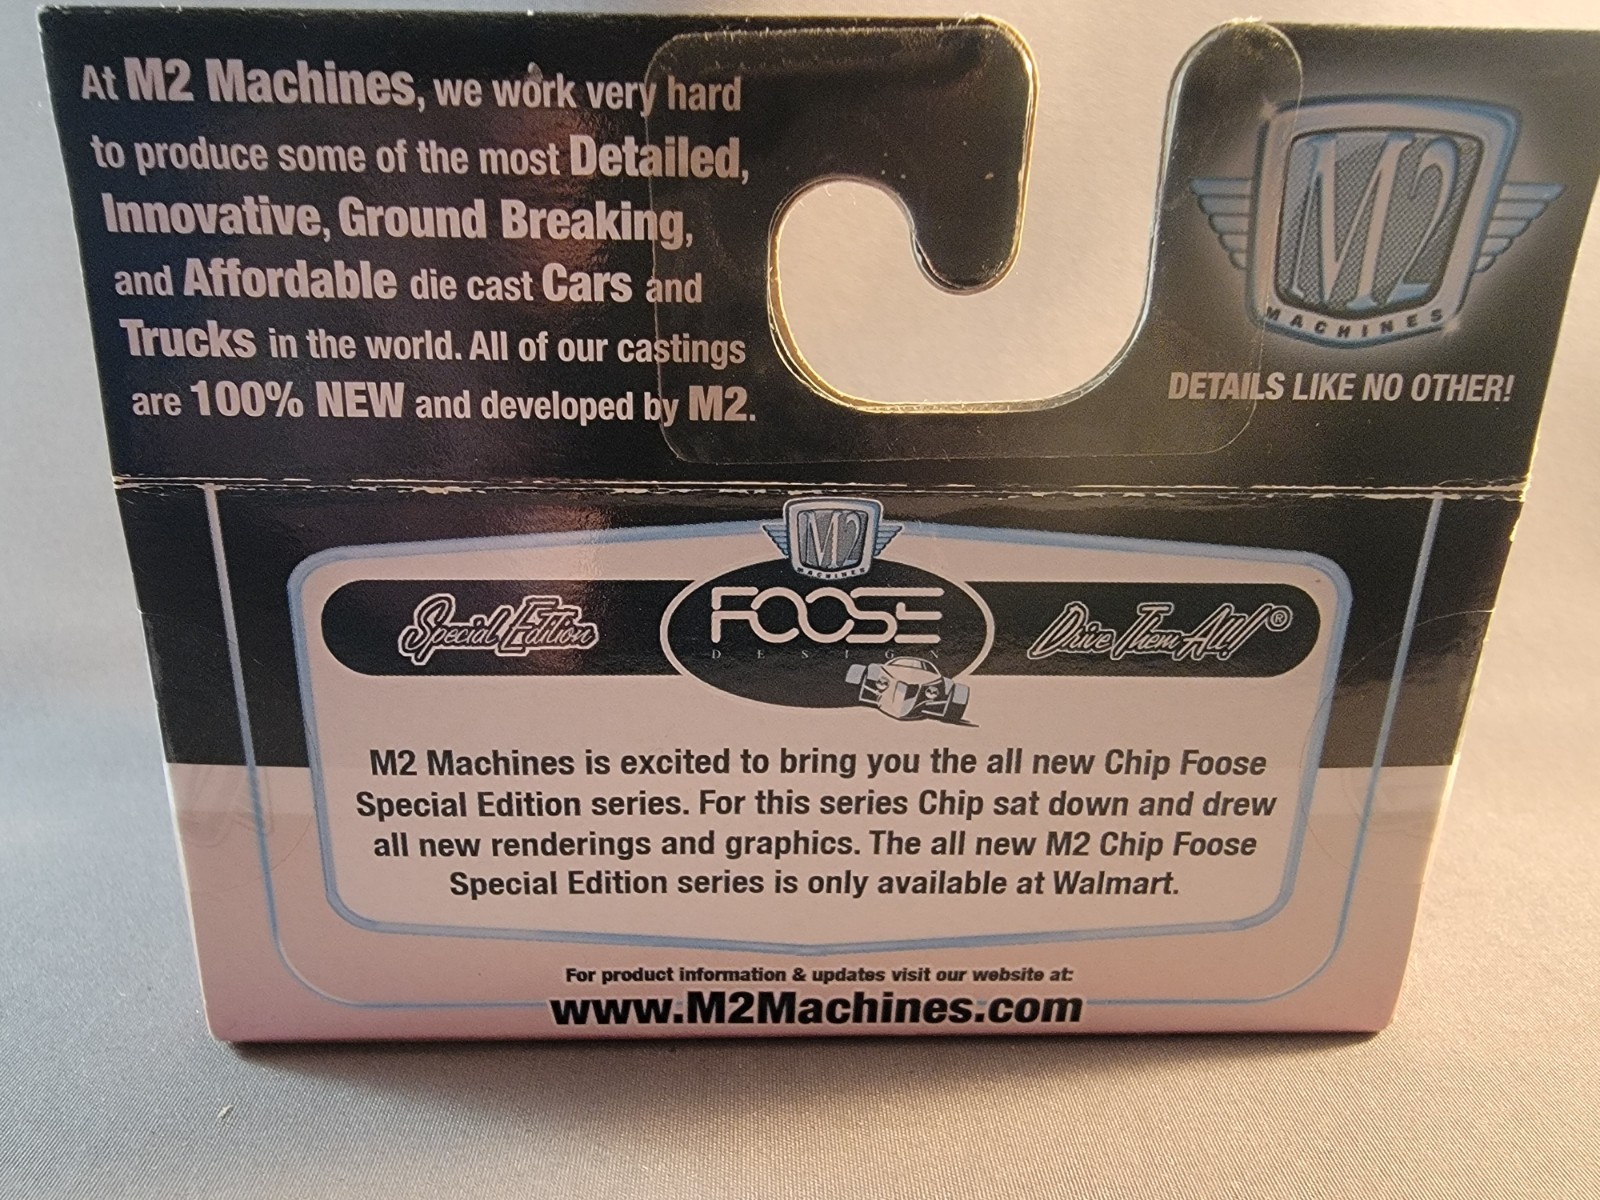 At M2 Machines, we work very hard
to produce some of the most Detailed,
Innovative, Ground Breaking,
and Affordable die cast Cars and
Trucks in the world. All of our castings
are 100% NEW and developed by M2.
M2
MACHINES
DETAILS LIKE NO OTHER!
M2
MACHINES
Special Edition
FOOSE
DESIGN
Drive Them All!®
M2 Machines is excited to bring you the all new Chip Foose
Special Edition series. For this series Chip sat down and drew
all new renderings and graphics. The all new M2 Chip Foose
Special Edition series is only available at Walmart.
For product information & updates visit our website at:
www.M2Machines.com